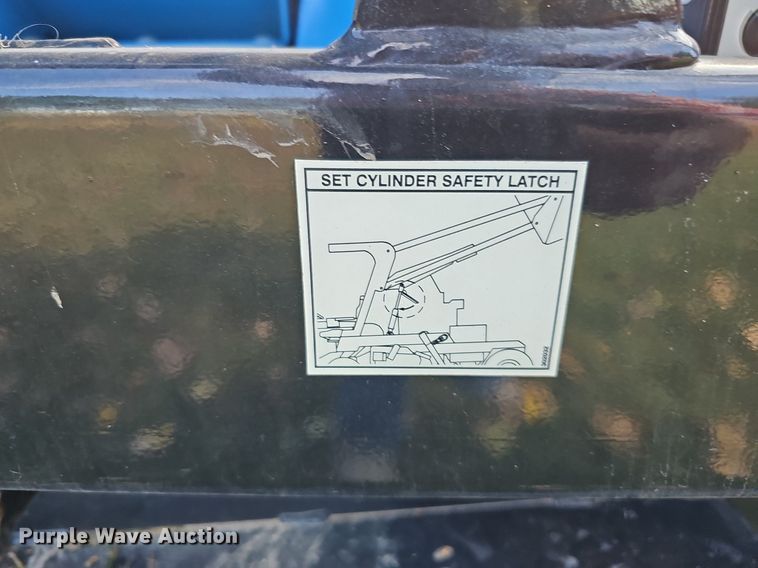 SET CYLINDER SAFETY LATCH
Purple Wave Auction